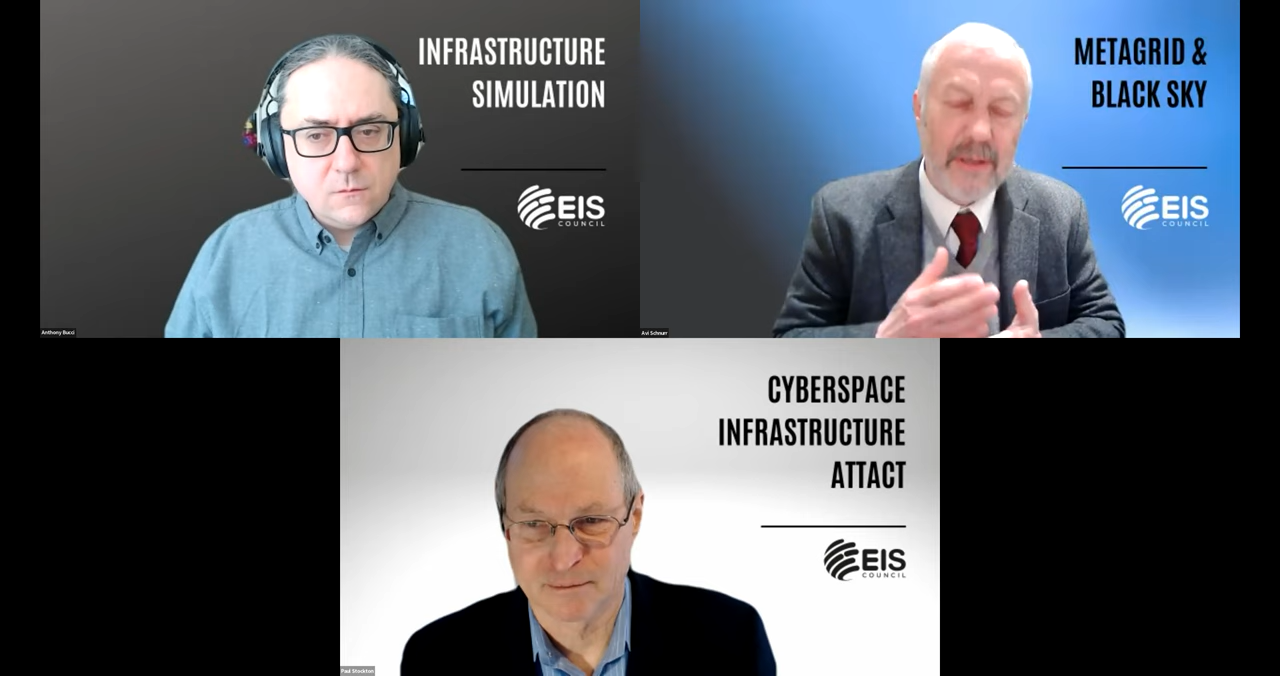 INFRASTRUCTURE
SIMULATION
EIS
COUNCIL
Anthony Bucci
METAGRID &
BLACK SKY
EIS
COUNCIL
Avi Schnurr
CYBERSPACE
INFRASTRUCTURE
ATTACT
EIS
COUNCIL
Paul Stockton